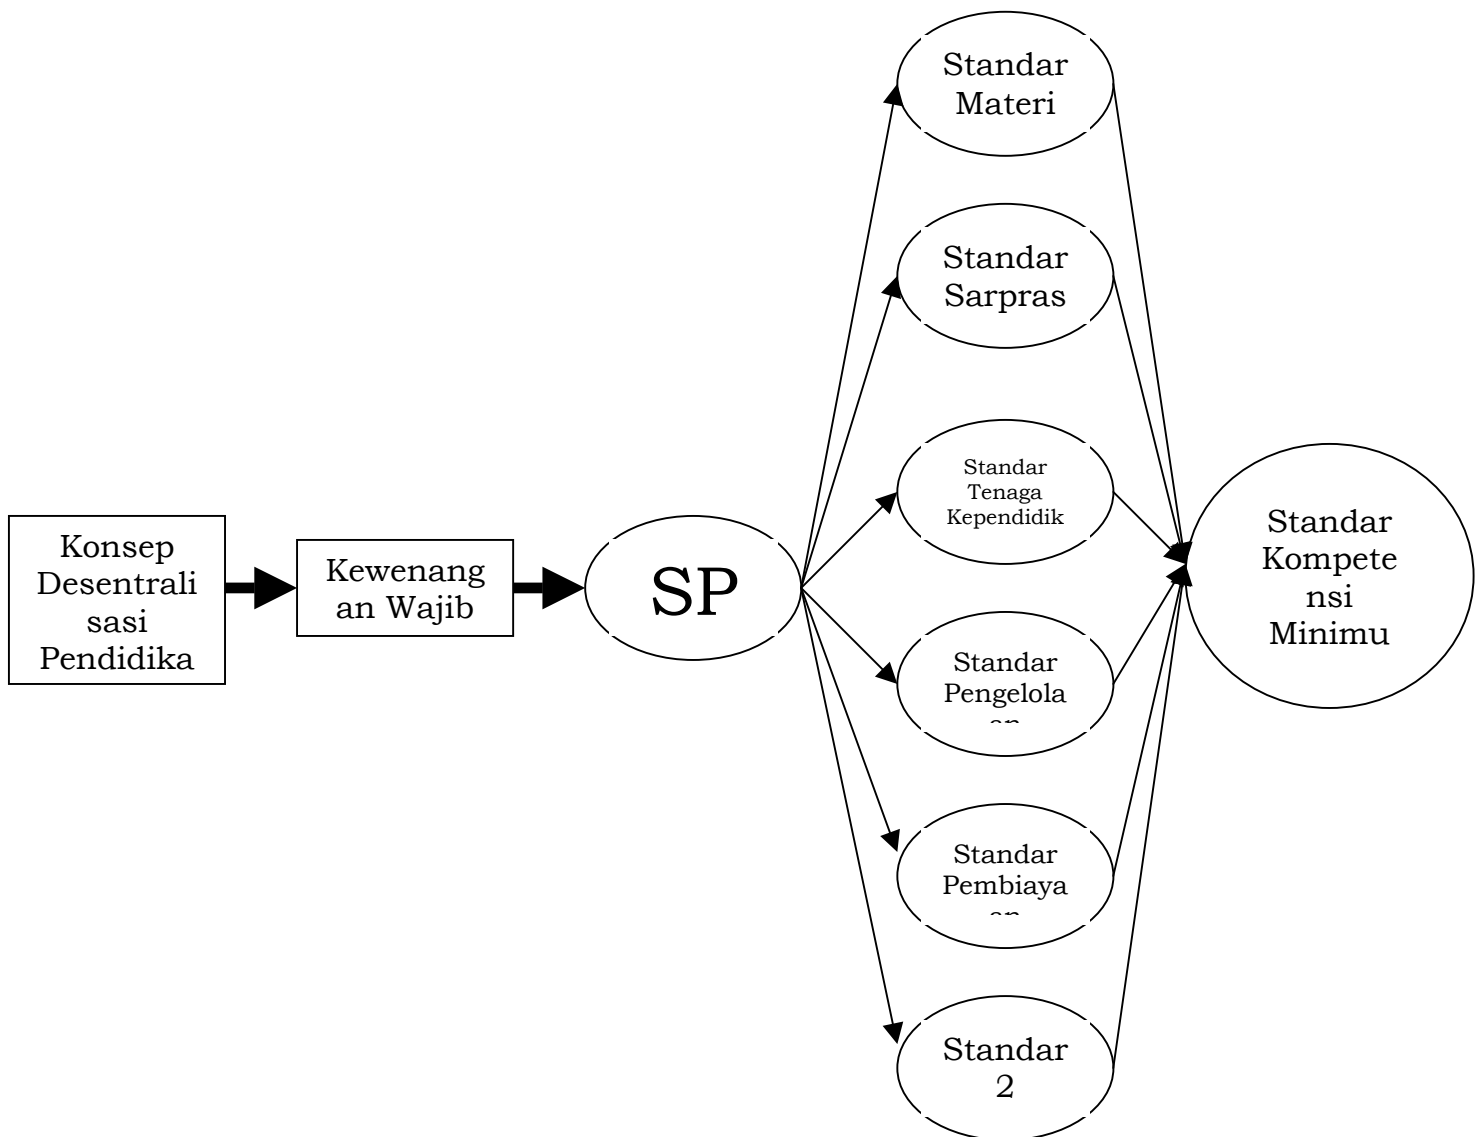 Standar
Materi
Standar
Sarpras
Standar
Tenaga
Kependidik
Konsep
Desentrali
sasi
Pendidika
Kewenang
an Wajib
SP
Standar
Kompete
nsi
Minimu
Standar
Pengelola
Standar
Pembiaya
Standar
2